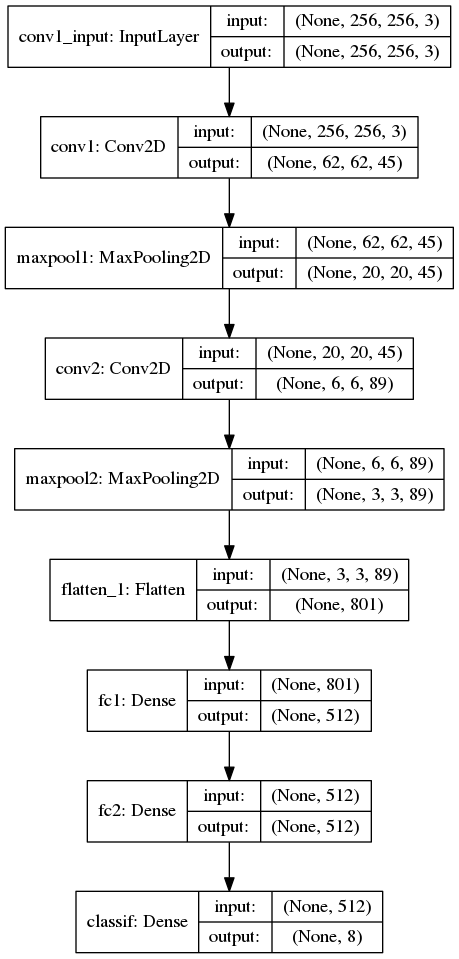 conv1_input: InputLayer
input: (None, 256, 256, 3)
output: (None, 256, 256, 3)
conv1: Conv2D
input: (None, 256, 256, 3)
output: (None, 62, 62, 45)
maxpool1: MaxPooling2D
input: (None, 62, 62, 45)
output: (None, 20, 20, 45)
conv2: Conv2D
input: (None, 20, 20, 45)
output: (None, 6, 6, 89)
maxpool2: MaxPooling2D
input: (None, 6, 6, 89)
output: (None, 3, 3, 89)
flatten_1: Flatten
input: (None, 3, 3, 89)
output: (None, 801)
fc1: Dense
input: (None, 801)
output: (None, 512)
fc2: Dense
input: (None, 512)
output: (None, 512)
classif: Dense
input: (None, 512)
output: (None, 8)